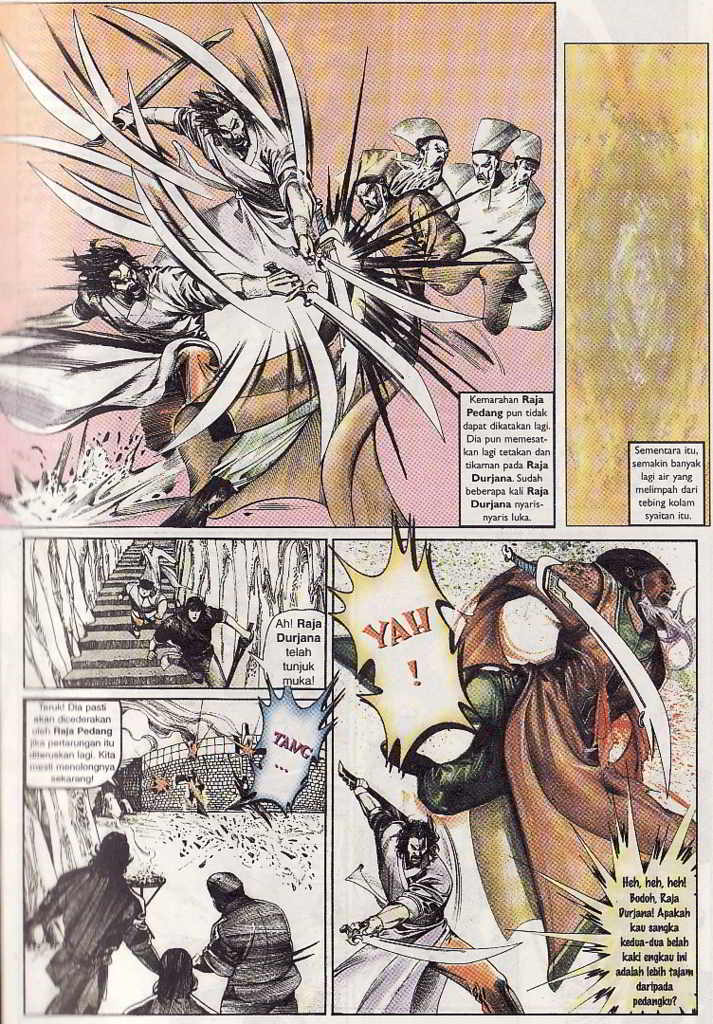 Kemarahan Raja
Pedang pun tidak
dapat dikatakan lagi.
Dia pun memesat-
kan lagi tetakan dan
tikaman pada Raja
Durjana. Sudah
beberapa kali Raja
Durjana nyaris-
nyaris luka.
Sementara itu,
semakin banyak
lagi air yang
melimpah dari
tebing kolam
syaitan itu.
Ah! Raja
Durjana
telah
tunjuk
muka!
Teruk! Dia pasti
akan dicederakan
oleh Raja Pedang
jika pertarungan itu
diteruskan lagi. Kita
mesti menolongnya
sekarang!
TANG
...
YAH
!
Heh, heh, heh!
Bodoh, Raja
Durjana! Apakah
kau sangka
kedua-dua belah
kaki engkau ini
adalah lebih tajam
daripada
pedangku?